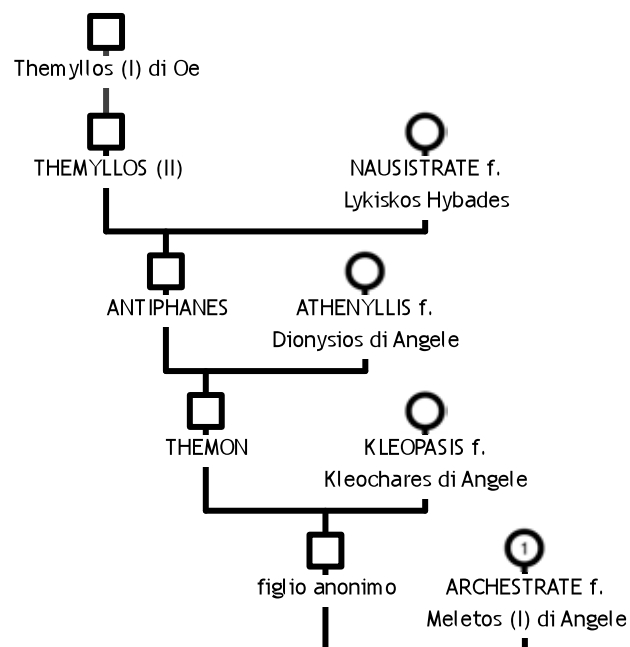 Themyllos (I) di Oe
THEMYLLOS (II)
NAUSISTRATE f.
Lykiskos Hybades
ANTIPHANES
ATHENYLLIS f.
Dionysios di Angele
THEMON
KLEOPASIS f.
Kleochares di Angele
1
figlio anonimo
ARCHESTRATE f.
Meletos (I) di Angele